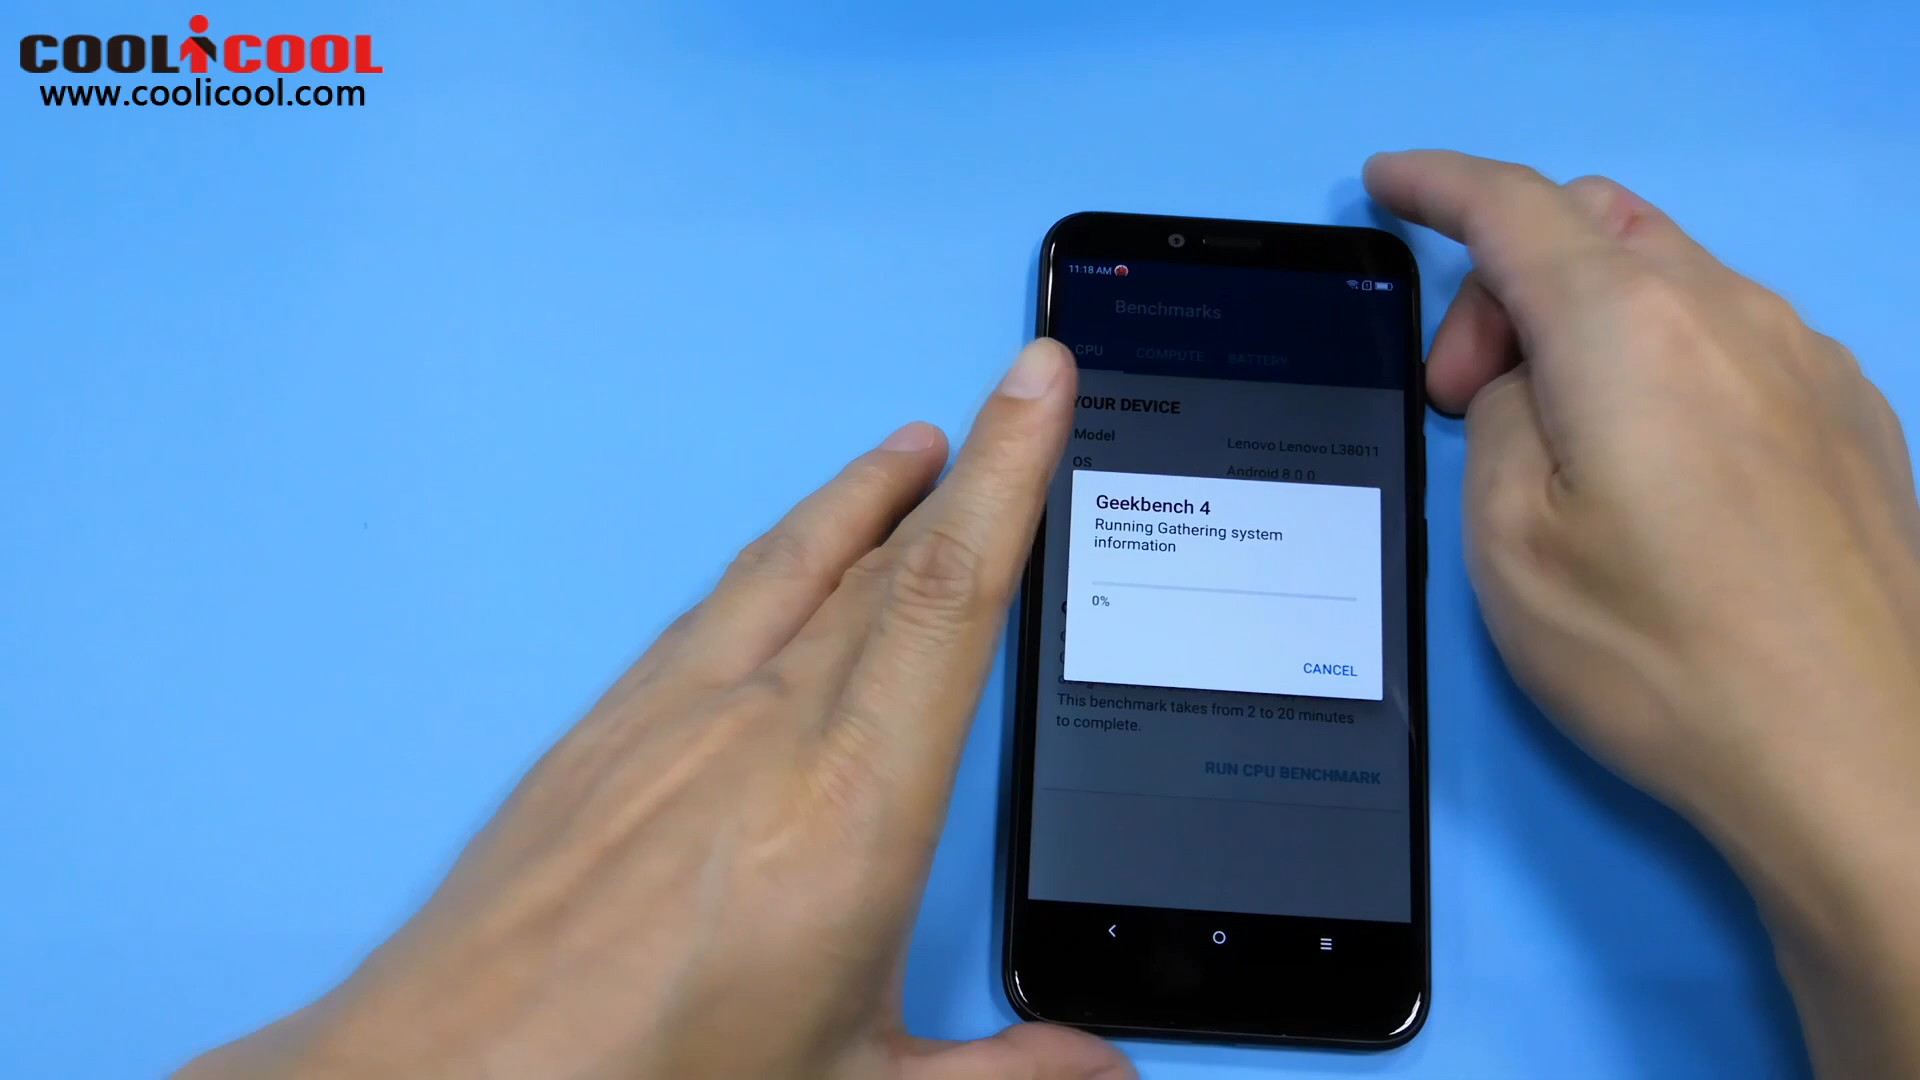 COOLiCOOL
www.coolicool.com
11:18 AM
Benchmarks
CPU COMPUTE BATTERY
YOUR DEVICE
Model Lenovo Lenovo L38011
OS Android 8.0.0
Geekbench 4
Running Gathering system
information
0%
CANCEL
This benchmark takes from 2 to 20 minutes
to complete.
RUN CPU BENCHMARK